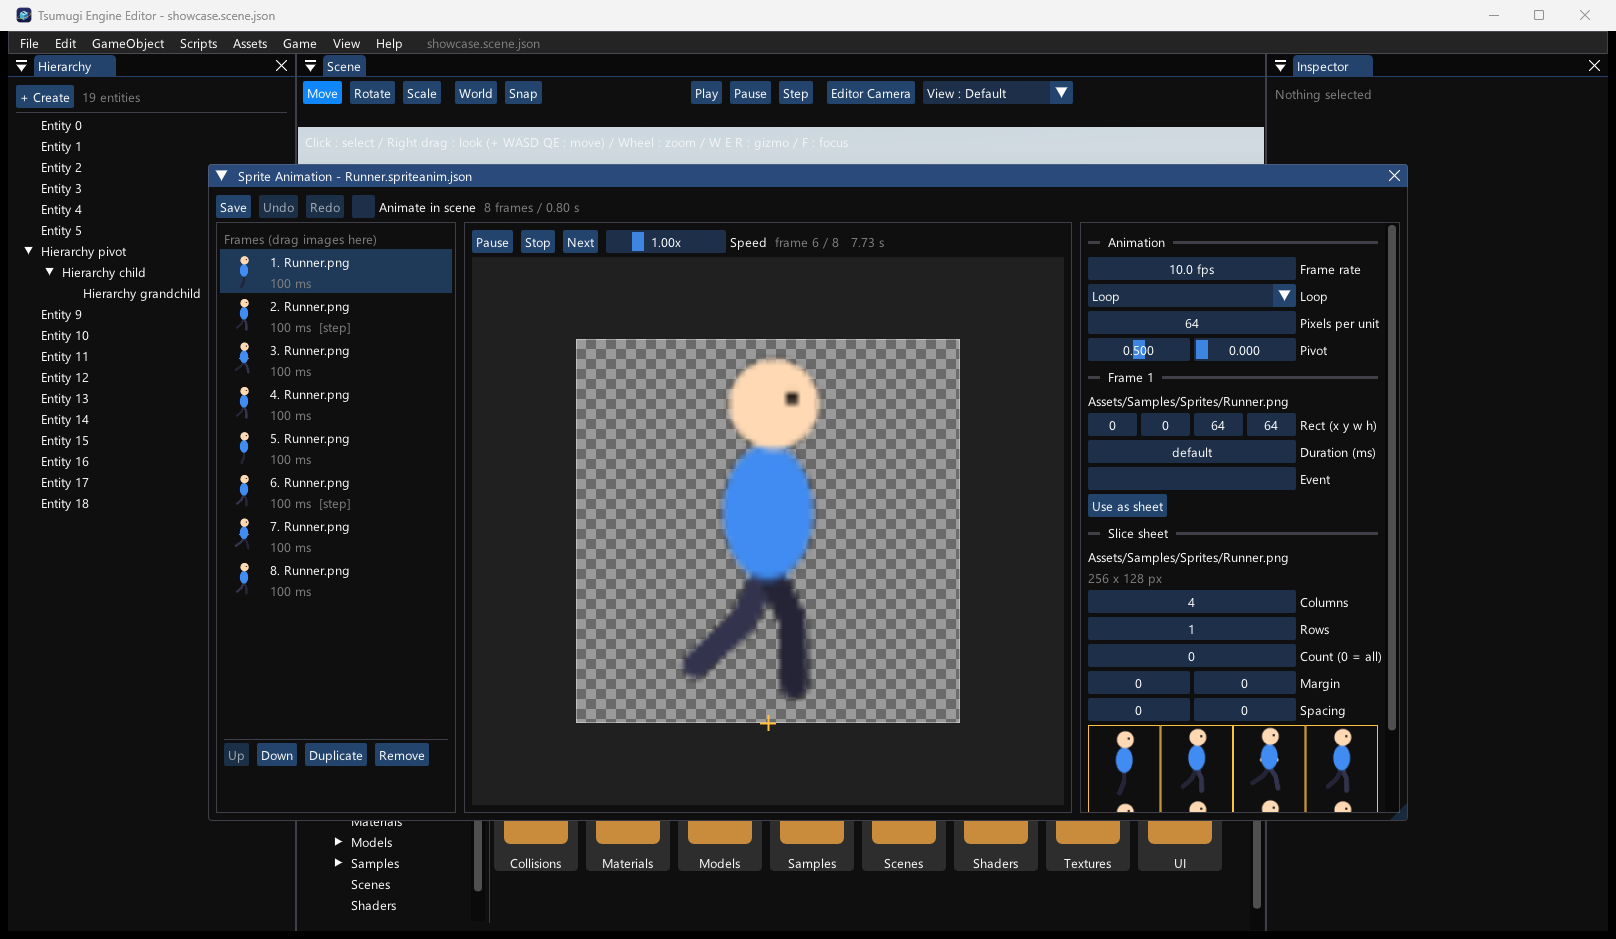 Tsumugi Engine Editor - showcase.scene.json
File Edit GameObject Scripts Assets Game View Help showcase.scene.json
Hierarchy
+ Create 19 entities
Entity 0
Entity 1
Entity 2
Entity 3
Entity 4
Entity 5
Hierarchy pivot
Hierarchy child
Hierarchy grandchild
Entity 9
Entity 10
Entity 11
Entity 12
Entity 13
Entity 14
Entity 15
Entity 16
Entity 17
Entity 18
Scene
Move Rotate Scale World Snap Play Pause Step Editor Camera View : Default
Click : select / Right drag : look (+ WASD QE : move) / Wheel : zoom / W E R : gizmo / F : focus
Inspector
Nothing selected
Sprite Animation - Runner.spriteanim.json
Save Undo Redo Animate in scene 8 frames / 0.80 s
Frames (drag images here)
1. Runner.png
100 ms
2. Runner.png
100 ms [step]
3. Runner.png
100 ms
4. Runner.png
100 ms
5. Runner.png
100 ms
6. Runner.png
100 ms [step]
7. Runner.png
100 ms
8. Runner.png
100 ms
Up Down Duplicate Remove
Pause Stop Next 1.00x Speed frame 6 / 8 7.73 s
Animation
10.0 fps Frame rate
Loop Loop
64 Pixels per unit
0.500 0.000 Pivot
Frame 1
Assets/Samples/Sprites/Runner.png
0 0 64 64 Rect (x y w h)
default Duration (ms)
Event
Use as sheet
Slice sheet
Assets/Samples/Sprites/Runner.png
256 x 128 px
4 Columns
1 Rows
0 Count (0 = all)
0 0 Margin
0 0 Spacing
Materials
Models
Samples
Scenes
Shaders
Collisions Materials Models Samples Scenes Shaders Textures UI